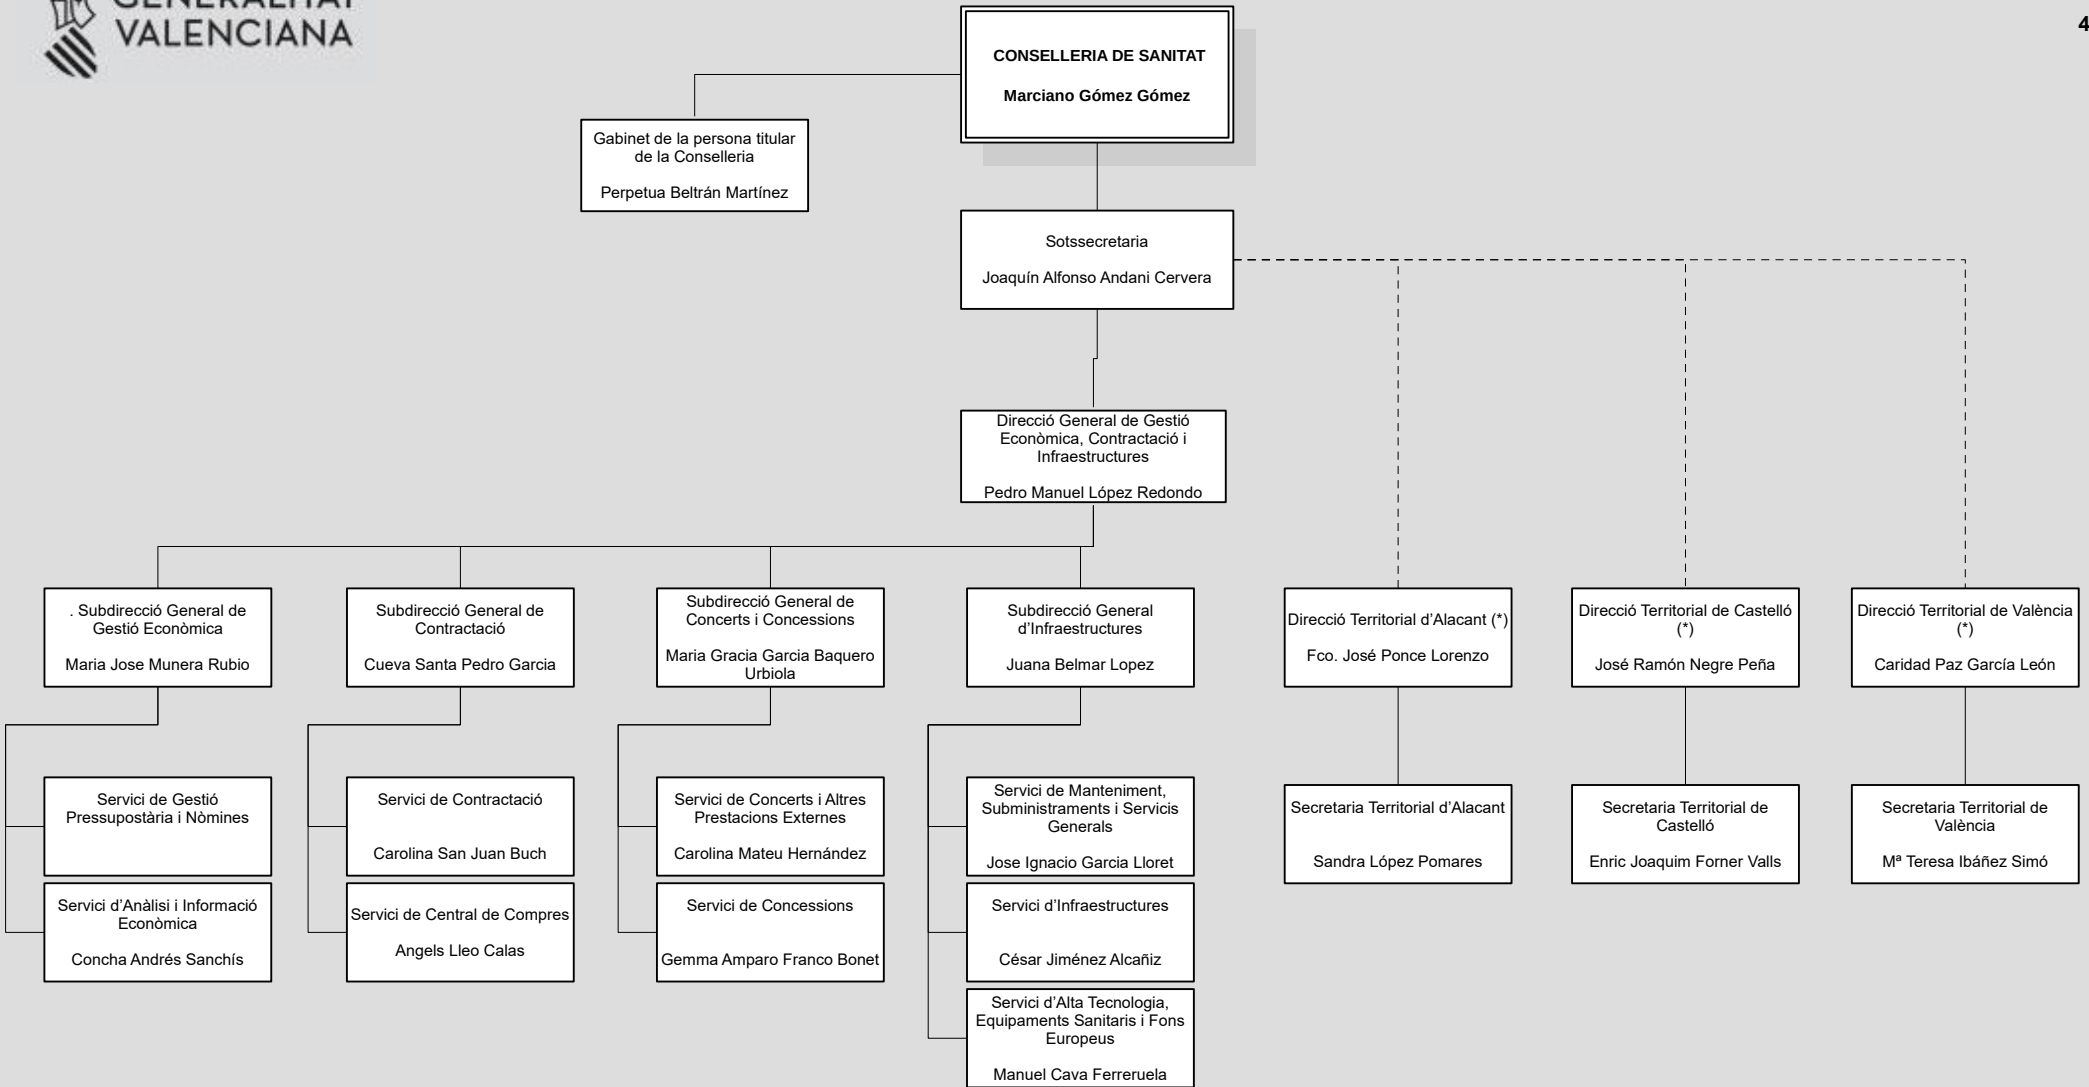 GENERALITAT
VALENCIANA
4
CONSELLERIA DE SANITAT
Marciano Gómez Gómez
Gabinet de la persona titular
de la Conselleria
Perpetua Beltrán Martínez
Sotssecretaria
Joaquín Alfonso Andani Cervera
Direcció General de Gestió
Econòmica, Contractació i
Infraestructures
Pedro Manuel López Redondo
. Subdirecció General de
Gestió Econòmica
Maria Jose Munera Rubio
Subdirecció General de
Contractació
Cueva Santa Pedro Garcia
Subdirecció General de
Concerts i Concessions
Maria Gracia Garcia Baquero
Urbiola
Subdirecció General
d’Infraestructures
Juana Belmar Lopez
Direcció Territorial d’Alacant (*)
Fco. José Ponce Lorenzo
Direcció Territorial de Castelló
(*)
José Ramón Negre Peña
Direcció Territorial de València
(*)
Caridad Paz García León
Servici de Gestió
Pressupostària i Nòmines
Servici d’Anàlisi i Informació
Econòmica
Concha Andrés Sanchís
Servici de Contractació
Carolina San Juan Buch
Servici de Central de Compres
Angels Lleo Calas
Servici de Concerts i Altres
Prestacions Externes
Carolina Mateu Hernández
Servici de Concessions
Gemma Amparo Franco Bonet
Servici de Manteniment,
Subministraments i Servicis
Generals
Jose Ignacio Garcia Lloret
Servici d’Infraestructures
César Jiménez Alcañiz
Servici d’Alta Tecnologia,
Equipaments Sanitaris i Fons
Europeus
Manuel Cava Ferreruela
Secretaria Territorial d’Alacant
Sandra López Pomares
Secretaria Territorial de
Castelló
Enric Joaquim Forner Valls
Secretaria Territorial de
València
Mª Teresa Ibáñez Simó